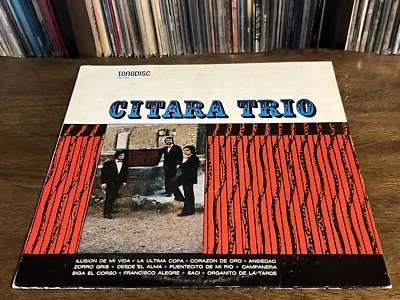 TONODISC
CITARA TRIO
ILUSION DE MI VIDA • LA ULTIMA COPA • CORAZON DE ORO • ANSIEDAD
ZORRO GRIS • DESDE EL ALMA • PUENTECITO DE MI RIO • CAMPANERA
SIGA EL CORSO • FRANCISCO ALEGRE • SACI • ORGANITO DE LA TARDE